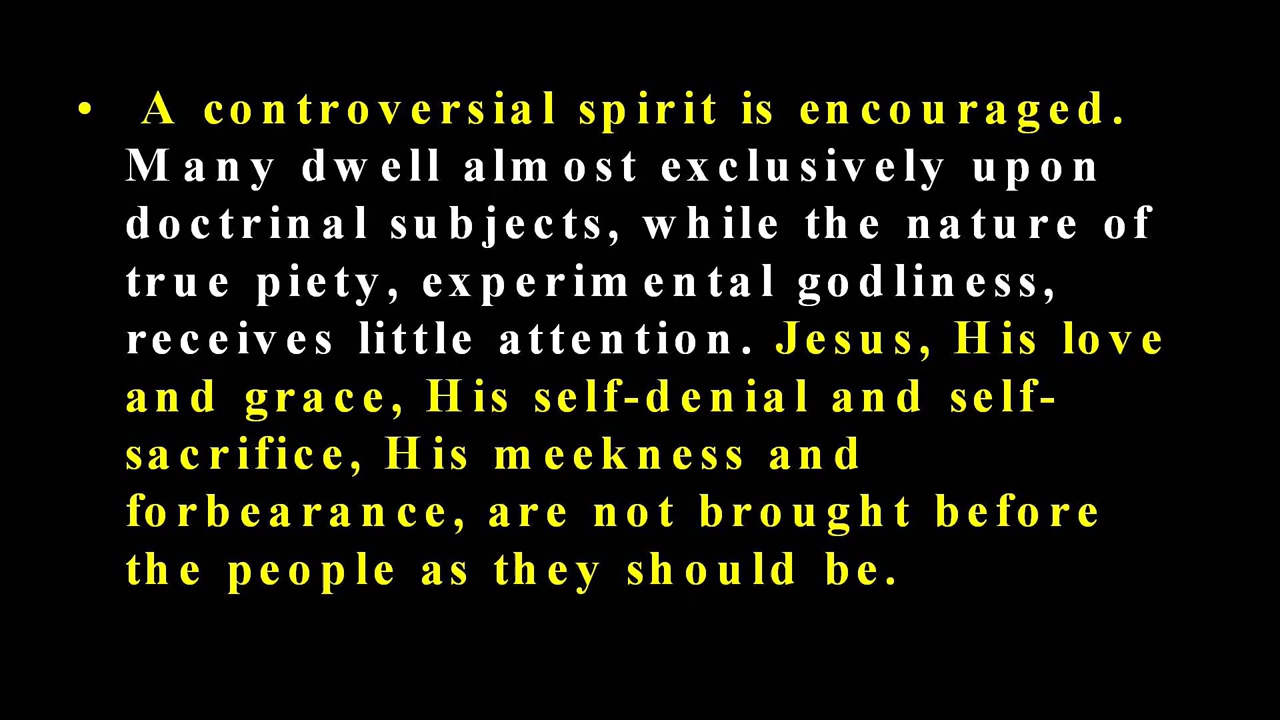 • A controversial spirit is encouraged.
Many dwell almost exclusively upon
doctrinal subjects, while the nature of
true piety, experimental godliness,
receives little attention. Jesus, His love
and grace, His self-denial and self-
sacrifice, His meekness and
forbearance, are not brought before
the people as they should be.